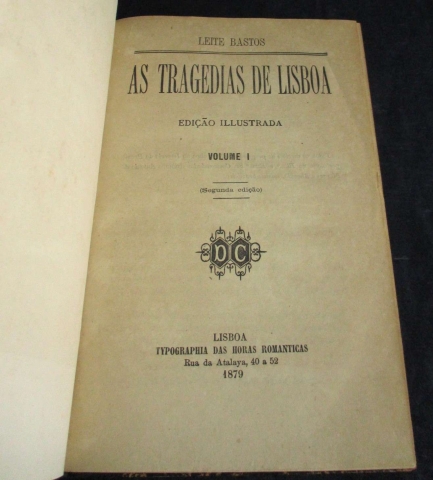 LEITE BASTOS
AS TRAGEDIAS DE LISBOA
EDIÇÃO ILLUSTRADA
VOLUME I
(Segunda edição)
DC
LISBOA
TYPOGRAPHIA DAS HORAS ROMANTICAS
Rua da Atalaya, 40 a 52
1879